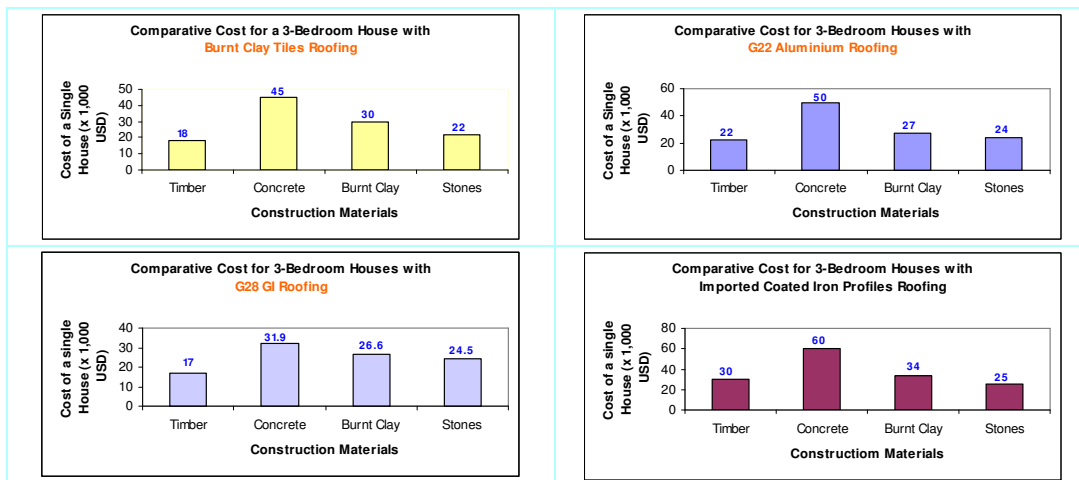 Comparative Cost for a 3-Bedroom House with
Burnt Clay Tiles Roofing
Cost of a Single
House (x 1,000
USD)
50
40
30
20
10
0
18
45
30
22
Timber
Concrete
Burnt Clay
Stones
Construction Materials
Comparative Cost for 3-Bedroom Houses with
G22 Aluminium Roofing
Cost of a Single
House (x 1,000
USD)
60
40
20
0
22
50
27
24
Timber
Concrete
Burnt Clay
Stones
Construction Materials
Comparative Cost for 3-Bedroom Houses with
G28 GI Roofing
Cost of a single
House (x 1,000
USD)
40
30
20
10
0
17
31.9
26.6
24.5
Timber
Concrete
Burnt Clay
Stones
Construction Materials
Comparative Cost for 3-Bedroom Houses with
Imported Coated Iron Profiles Roofing
Cost of a single
House (x 1,000
USD)
80
60
40
20
0
30
60
34
25
Timber
Concrete
Burnt Clay
Stones
Constructiom Materials